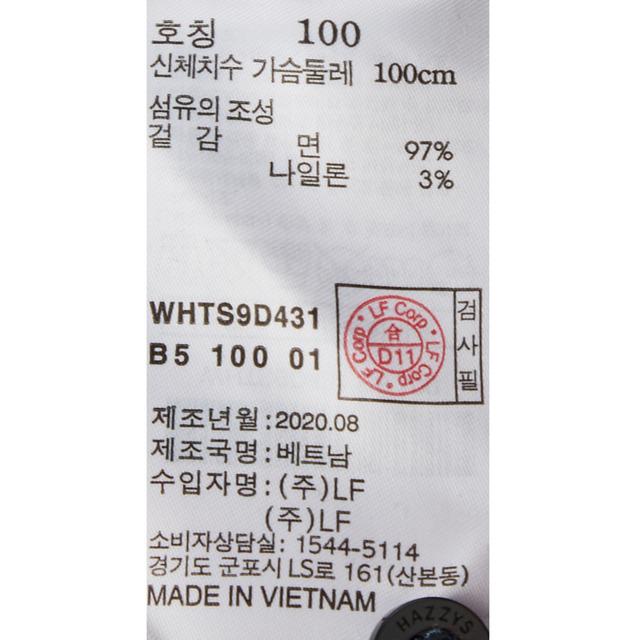 호칭 100
신체치수 가슴둘레 100cm
섬유의 조성
겉 감 면 97%
나일론 3%
WHTS9D431
B5 100 01
LF Corp · LF Corp · LF Corp ·
合
D11
검사필
제조년월:2020.08
제조국명:베트남
수입자명:(주)LF
(주)LF
소비자상담실: 1544-5114
경기도 군포시 LS로 161(산본동)
MADE IN VIETNAM
HAZZYS